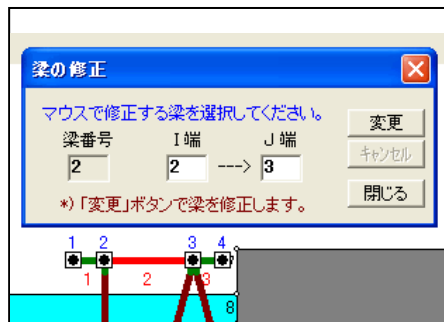 梁の修正
マウスで修正する梁を選択してください。
梁番号 I端 J端
2 2 ---> 3
変更
キャンセル
閉じる
*)「変更」ボタンで梁を修正します。
1 2 3 4
1 2 3
8